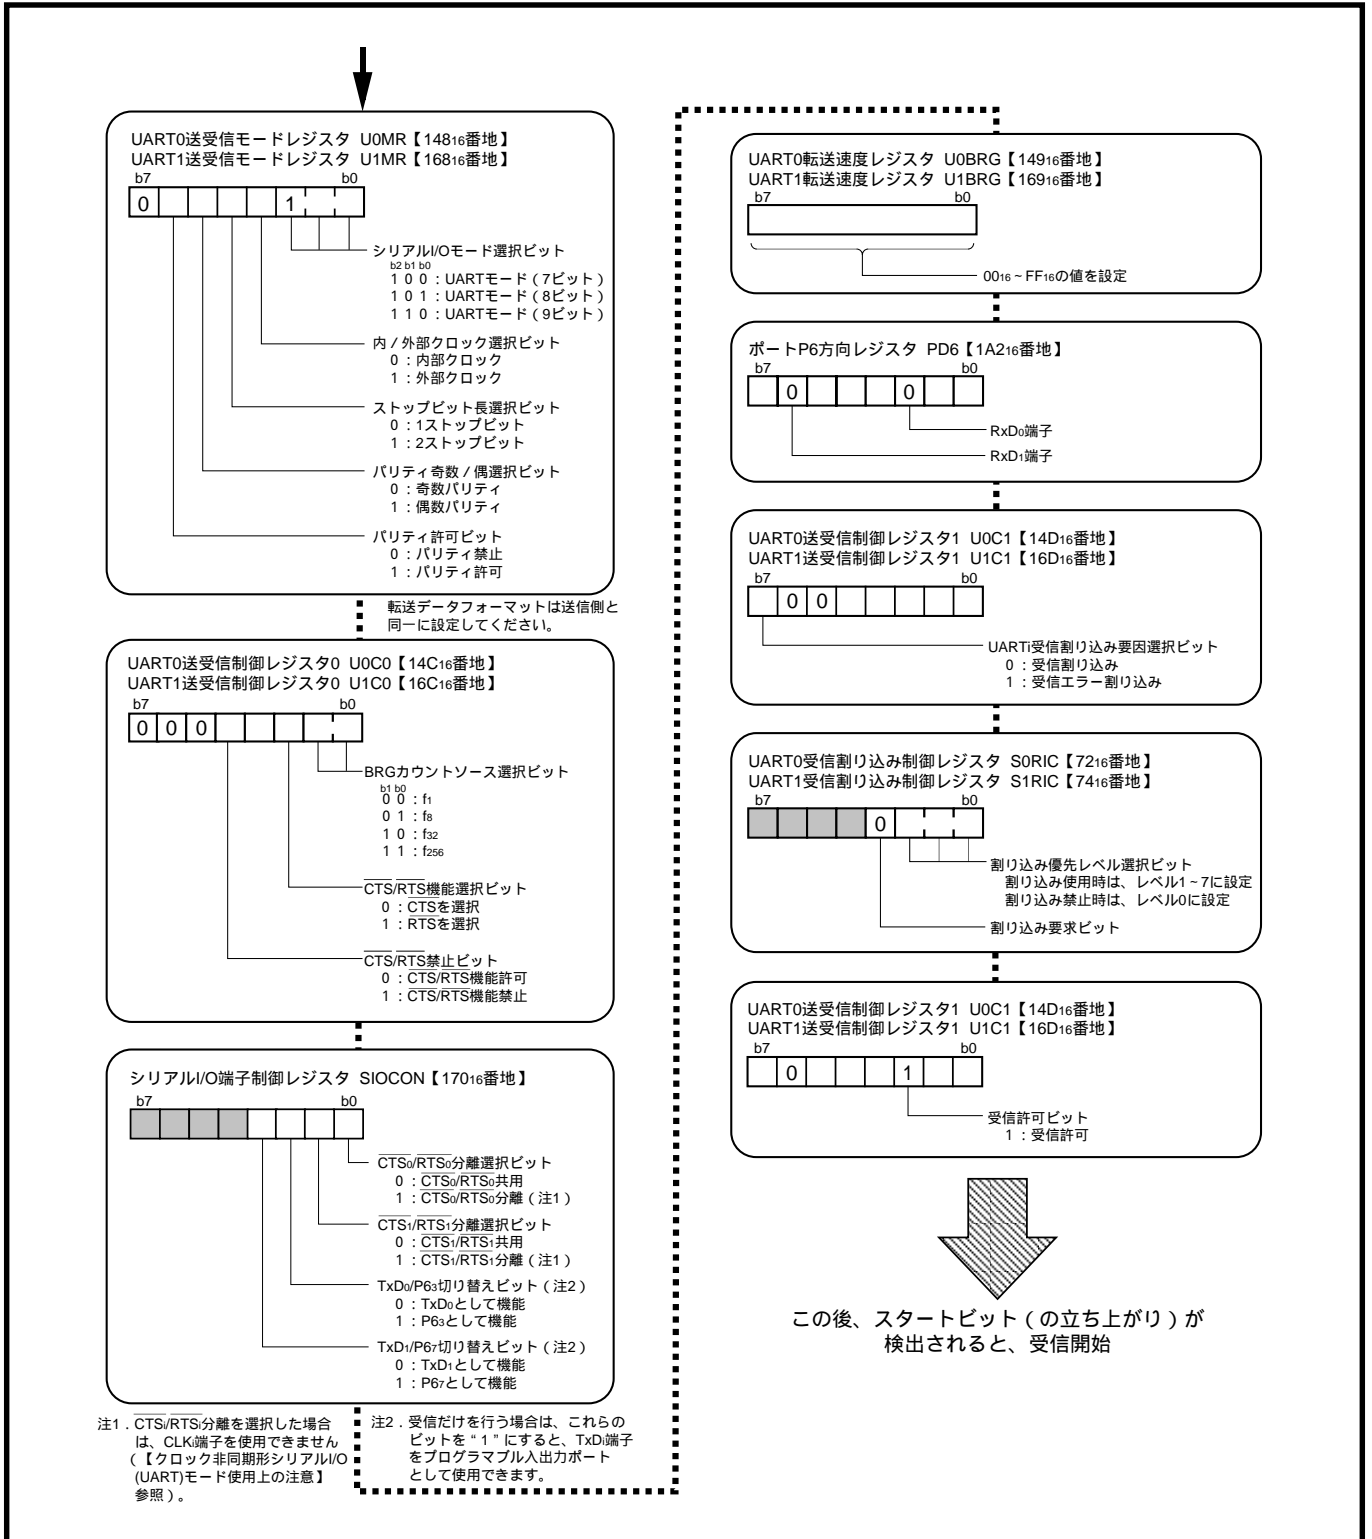 UART0送受信モードレジスタ U0MR【148₁₆番地】
UART1送受信モードレジスタ U1MR【168₁₆番地】
b7 b0
0 1
シリアルI/Oモード選択ビット
b2 b1 b0
1 0 0：UARTモード（7ビット）
1 0 1：UARTモード（8ビット）
1 1 0：UARTモード（9ビット）
内／外部クロック選択ビット
0：内部クロック
1：外部クロック
ストップビット長選択ビット
0：1ストップビット
1：2ストップビット
パリティ奇数／偶選択ビット
0：奇数パリティ
1：偶数パリティ
パリティ許可ビット
0：パリティ禁止
1：パリティ許可
転送データフォーマットは送信側と
同一に設定してください。
UART0送受信制御レジスタ0 U0C0【14C₁₆番地】
UART1送受信制御レジスタ0 U1C0【16C₁₆番地】
b7 b0
0 0 0
BRGカウントソース選択ビット
b1 b0
0 0：f₁
0 1：f₈
1 0：f₃₂
1 1：f₂₅₆
CTS/RTS機能選択ビット
0：CTSを選択
1：RTSを選択
CTS/RTS禁止ビット
0：CTS/RTS機能許可
1：CTS/RTS機能禁止
シリアルI/O端子制御レジスタ SIOCON【170₁₆番地】
b7 b0
CTS₀/RTS₀分離選択ビット
0：CTS₀/RTS₀共用
1：CTS₀/RTS₀分離（注1）
CTS₁/RTS₁分離選択ビット
0：CTS₁/RTS₁共用
1：CTS₁/RTS₁分離（注1）
TxD₀/P6₃切り替えビット（注2）
0：TxD₀として機能
1：P6₃として機能
TxD₁/P6₇切り替えビット（注2）
0：TxD₁として機能
1：P6₇として機能
注1．CTSᵢ/RTSᵢ分離を選択した場合
は、CLKᵢ端子を使用できません
（【クロック非同期形シリアルI/O
(UART)モード使用上の注意】
参照）。
注2．受信だけを行う場合は、これらの
ビットを“1”にすると、TxDᵢ端子
をプログラマブル入出力ポート
として使用できます。
UART0転送速度レジスタ U0BRG【149₁₆番地】
UART1転送速度レジスタ U1BRG【169₁₆番地】
b7 b0
00₁₆～FF₁₆の値を設定
ポートP6方向レジスタ PD6【1A2₁₆番地】
b7 b0
0 0
RxD₀端子
RxD₁端子
UART0送受信制御レジスタ1 U0C1【14D₁₆番地】
UART1送受信制御レジスタ1 U1C1【16D₁₆番地】
b7 b0
0 0
UARTi受信割り込み要因選択ビット
0：受信割り込み
1：受信エラー割り込み
UART0受信割り込み制御レジスタ S0RIC【72₁₆番地】
UART1受信割り込み制御レジスタ S1RIC【74₁₆番地】
b7 b0
0
割り込み優先レベル選択ビット
割り込み使用時は、レベル1～7に設定
割り込み禁止時は、レベル0に設定
割り込み要求ビット
UART0送受信制御レジスタ1 U0C1【14D₁₆番地】
UART1送受信制御レジスタ1 U1C1【16D₁₆番地】
b7 b0
0 1
受信許可ビット
1：受信許可
この後、スタートビット（の立ち上がり）が
検出されると、受信開始